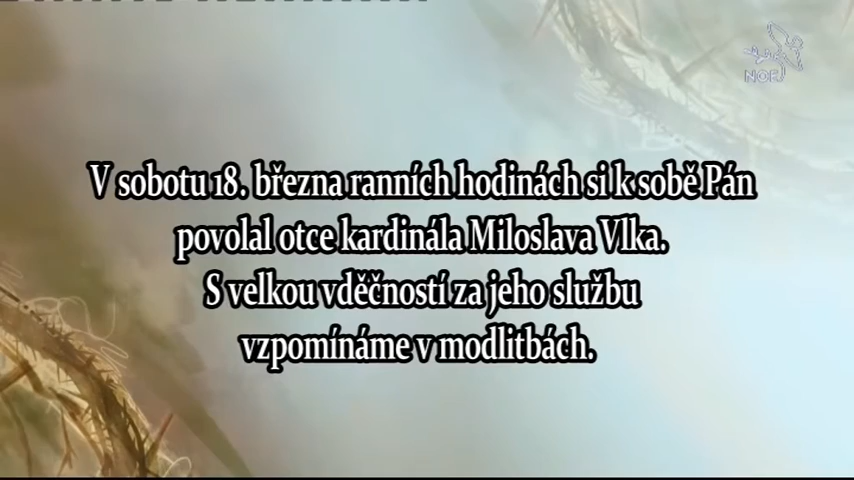 NOE
V sobotu 18. března ranních hodinách si k sobě Pán
povolal otce kardinála Miloslava Vlka.
S velkou vděčností za jeho službu
vzpomínáme v modlitbách.